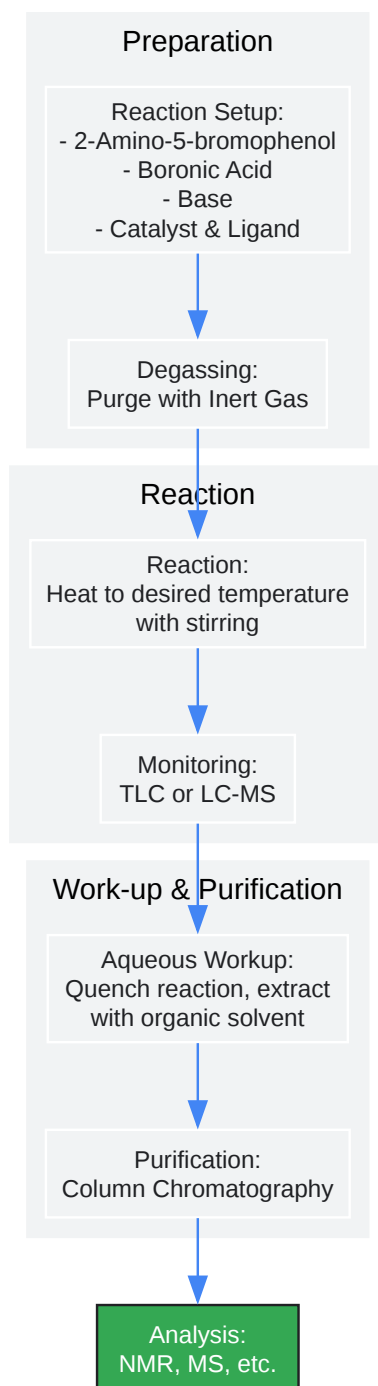 Preparation
Reaction Setup:
- 2-Amino-5-bromophenol
- Boronic Acid
- Base
- Catalyst & Ligand
Degassing:
Purge with Inert Gas
Reaction
Reaction:
Heat to desired temperature
with stirring
Monitoring:
TLC or LC-MS
Work-up & Purification
Aqueous Workup:
Quench reaction, extract
with organic solvent
Purification:
Column Chromatography
Analysis:
NMR, MS, etc.